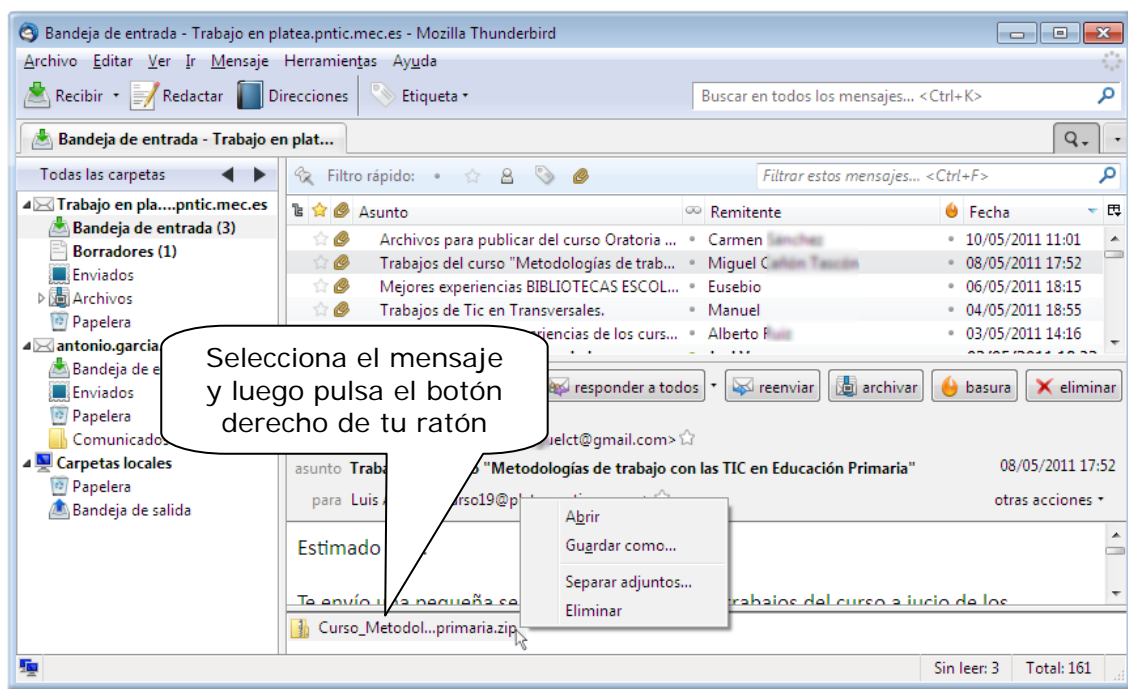 Bandeja de entrada - Trabajo en platea.pntic.mec.es - Mozilla Thunderbird
Archivo Editar Ver Ir Mensaje Herramientas Ayuda
Recibir Redactar Direcciones Etiqueta Buscar en todos los mensajes... <Ctrl+K>
Bandeja de entrada - Trabajo en plat...
Todas las carpetas Filtro rápido: Filtrar estos mensajes... <Ctrl+F>
Trabajo en pla....pntic.mec.es Asunto Remitente Fecha
Bandeja de entrada (3) Archivos para publicar del curso Oratoria ... Carmen 10/05/2011 11:01
Borradores (1) Trabajos del curso "Metodologías de trab... Miguel 08/05/2011 17:52
Enviados Mejores experiencias BIBLIOTECAS ESCOL... Eusebio 06/05/2011 18:15
Archivos Trabajos de Tic en Transversales. Manuel 04/05/2011 18:55
Papelera eriencias de los curs... Alberto 03/05/2011 14:16
antonio.garcia
Bandeja de e
Enviados
Papelera
Comunicados
Carpetas locales
Papelera
Bandeja de salida
Selecciona el mensaje
y luego pulsa el botón
derecho de tu ratón
responder a todos reenviar archivar basura eliminar
uelct@gmail.com>
asunto Traba "Metodologías de trabajo con las TIC en Educación Primaria" 08/05/2011 17:52
para Luis rso19@p otras acciones
Estimado
Te envío una pequeña se rabajos del curso a jucio de los
Abrir
Guardar como...
Separar adjuntos...
Eliminar
Curso_Metodol...primaria.zip
Sin leer: 3 Total: 161